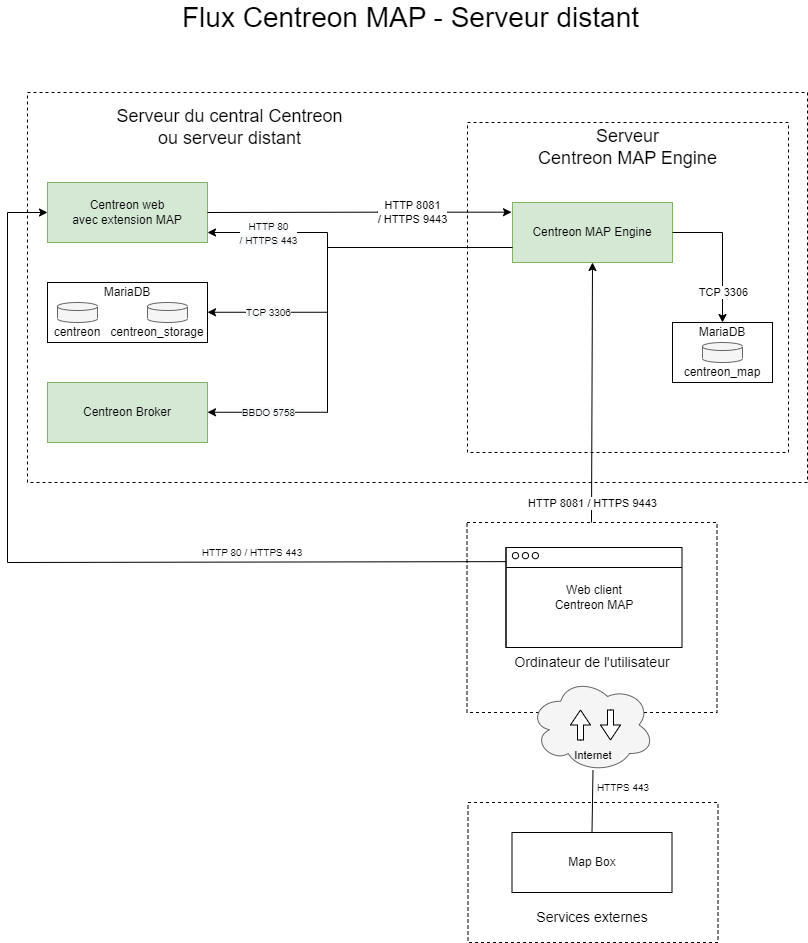 Flux Centreon MAP - Serveur distant
Serveur du central Centreon
ou serveur distant
Serveur
Centreon MAP Engine
Centreon web
avec extension MAP
HTTP 8081
/ HTTPS 9443
HTTP 80
/ HTTPS 443
Centreon MAP Engine
MariaDB
centreon
centreon_storage
TCP 3306
TCP 3306
MariaDB
centreon_map
Centreon Broker
BBDO 5758
HTTP 8081 / HTTPS 9443
HTTP 80 / HTTPS 443
Web client
Centreon MAP
Ordinateur de l'utilisateur
Internet
HTTPS 443
Map Box
Services externes